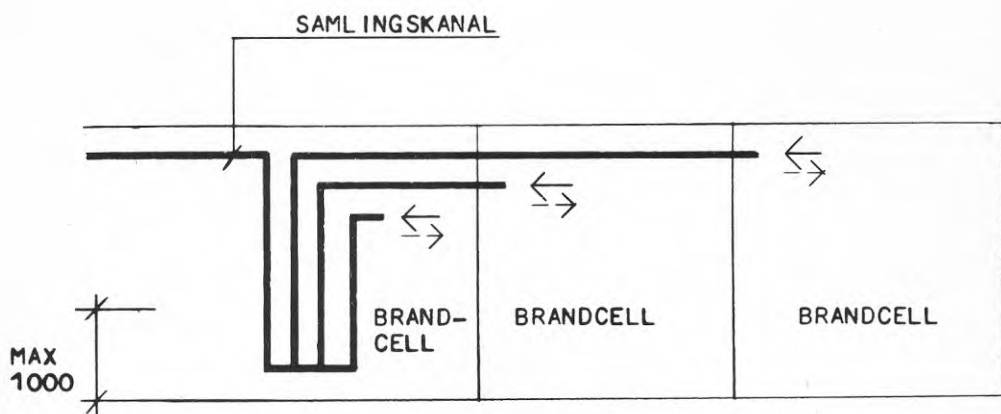 SAMLINGSKANAL
BRAND-
CELL
BRANDCELL
BRANDCELL
MAX
1000